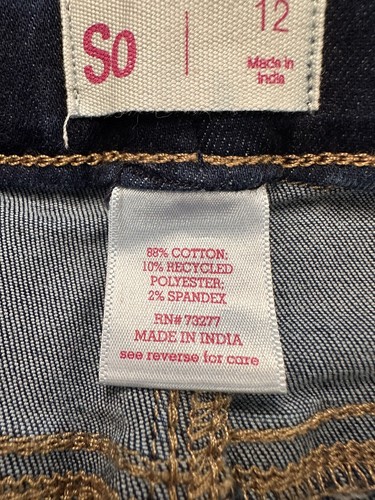 SO | 12
Made in
India
88% COTTON;
10% RECYCLED
POLYESTER;
2% SPANDEX
RN# 73277
MADE IN INDIA
see reverse for care